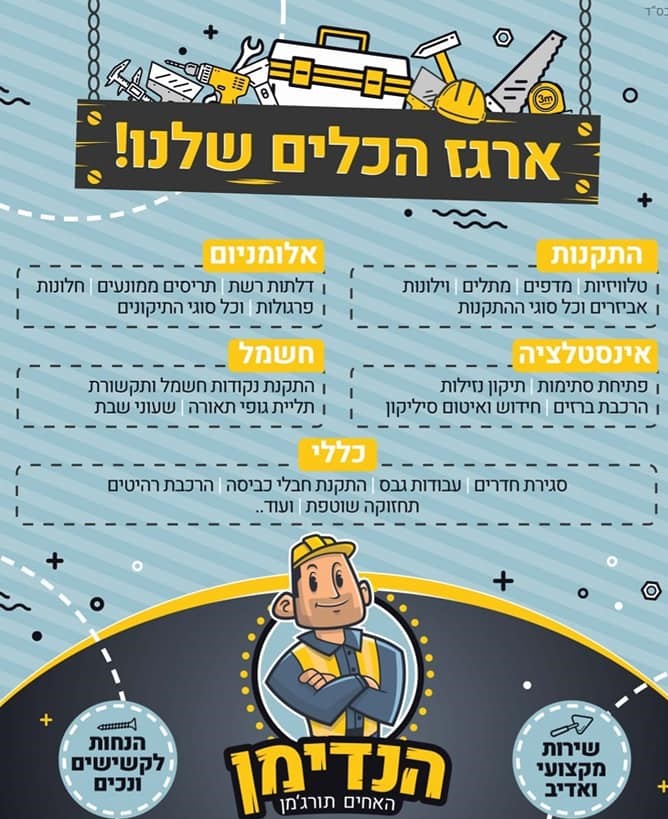 בס"ד
3m
ארגז הכלים שלנו!
התקנות
טלוויזיות | מדפים | מתלים | וילונות
אביזרים וכל סוגי ההתקנות
אלומניום
דלתות רשת | תריסים ממונעים | חלונות
פרגולות | וכל סוגי התיקונים
אינסטלציה
פתיחת סתימות | תיקון נזילות
הרכבת ברזים | חידוש ואיטום סיליקון
חשמל
התקנת נקודות חשמל ותקשורת
תליית גופי תאורה | שעוני שבת
כללי
סגירת חדרים | עבודות גבס | התקנת חבלי כביסה | הרכבת רהיטים
תחזוקה שוטפת | ועוד..
שירות
מקצועי
ואדיב
הנדימן
האחים תורג'מן
הנחות
לקשישים
ונכים